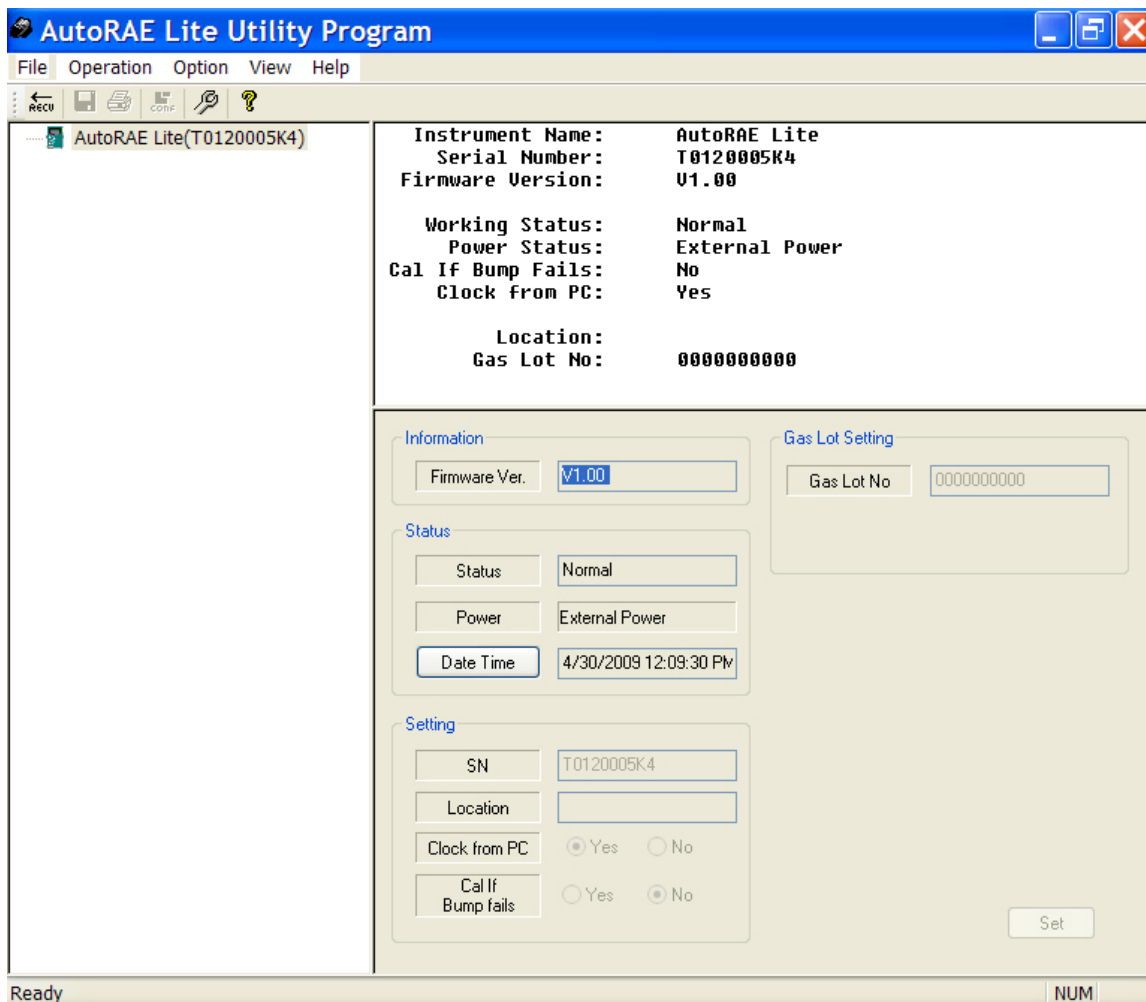 AutoRAE Lite Utility Program
File Operation Option View Help
RECV CONF ?
AutoRAE Lite(T0120005K4)
Instrument Name: AutoRAE Lite
Serial Number: T0120005K4
Firmware Version: V1.00
Working Status: Normal
Power Status: External Power
Cal If Bump Fails: No
Clock from PC: Yes
Location:
Gas Lot No: 0000000000
Information
Firmware Ver. V1.00
Status
Status Normal
Power External Power
Date Time 4/30/2009 12:09:30 PM
Setting
SN T0120005K4
Location
Clock from PC Yes No
Cal If
Bump fails Yes No
Gas Lot Setting
Gas Lot No 0000000000
Set
Ready NUM